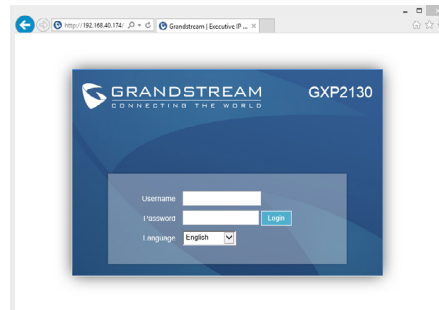 http://192.168.40.174/
Grandstream | Executive IP ...
GRANDSTREAM
CONNECTING THE WORLD
GXP2130
Username
Password
Login
Language
English